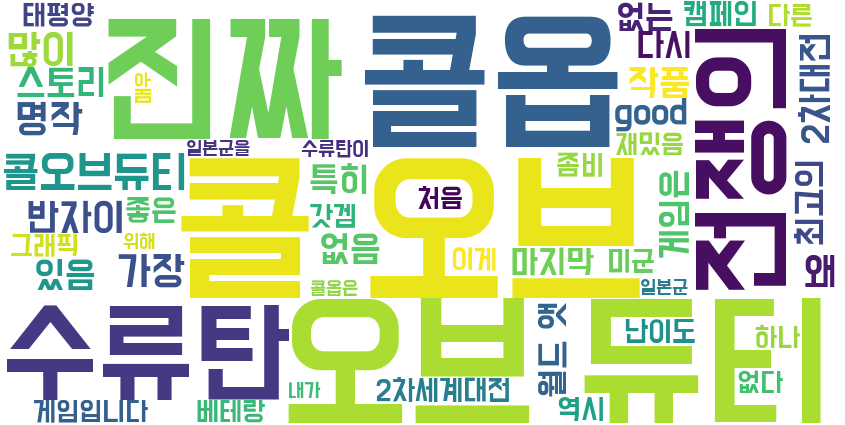 태평양
진짜
콜옵
없는
캠페인
다른
많이
다시
전쟁의
2차대전
스토리
작품
명작
good
재밌음
일본군을
수류탄이
콜오브듀티
특히
좀비
콜 오브
처음
게임은
최고의
반자이
좋은
갓겜
그래픽
위해
없음
이게
마지막
미군
왜
있음
가장
콜옵은
일본군
수류탄
오브 듀티
월드 앳
난이도
하나
2차세계대전
없다
내가
게임입니다
베테랑
역시